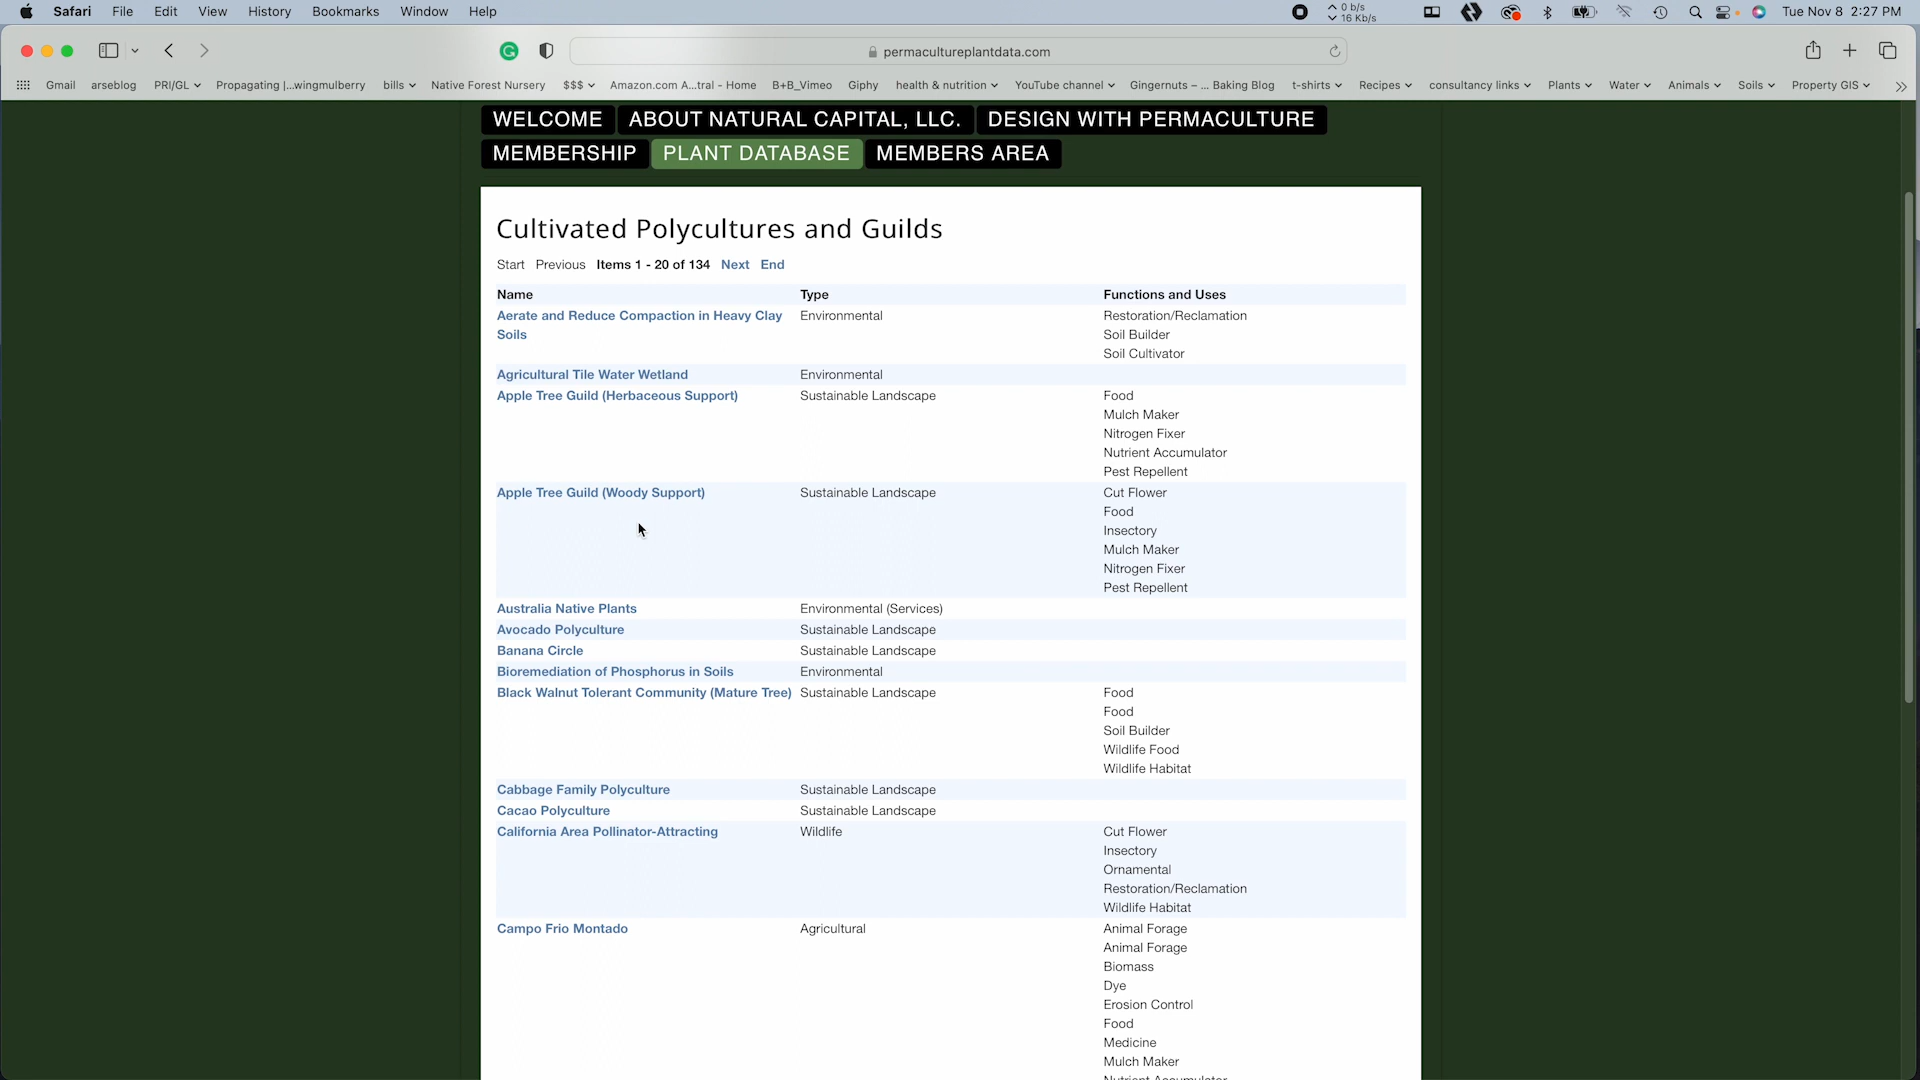 Safari File Edit View History Bookmarks Window Help 0 b/s 16 Kb/s Tue Nov 8 2:27 PM
permacultureplantdata.com
Gmail arseblog PRI/GL Propagating |...wingmulberry bills Native Forest Nursery $$$ Amazon.com A...tral - Home B+B_Vimeo Giphy health & nutrition YouTube channel Gingernuts – ... Baking Blog t-shirts Recipes consultancy links Plants Water Animals Soils Property GIS
WELCOME ABOUT NATURAL CAPITAL, LLC. DESIGN WITH PERMACULTURE
MEMBERSHIP PLANT DATABASE MEMBERS AREA
Cultivated Polycultures and Guilds
Start Previous Items 1 - 20 of 134 Next End
Name Type Functions and Uses
Aerate and Reduce Compaction in Heavy Clay Environmental Restoration/Reclamation
Soils Soil Builder
Soil Cultivator
Agricultural Tile Water Wetland Environmental
Apple Tree Guild (Herbaceous Support) Sustainable Landscape Food
Mulch Maker
Nitrogen Fixer
Nutrient Accumulator
Pest Repellent
Apple Tree Guild (Woody Support) Sustainable Landscape Cut Flower
Food
Insectory
Mulch Maker
Nitrogen Fixer
Pest Repellent
Australia Native Plants Environmental (Services)
Avocado Polyculture Sustainable Landscape
Banana Circle Sustainable Landscape
Bioremediation of Phosphorus in Soils Environmental
Black Walnut Tolerant Community (Mature Tree) Sustainable Landscape Food
Food
Soil Builder
Wildlife Food
Wildlife Habitat
Cabbage Family Polyculture Sustainable Landscape
Cacao Polyculture Sustainable Landscape
California Area Pollinator-Attracting Wildlife Cut Flower
Insectory
Ornamental
Restoration/Reclamation
Wildlife Habitat
Campo Frio Montado Agricultural Animal Forage
Animal Forage
Biomass
Dye
Erosion Control
Food
Medicine
Mulch Maker
Nutrient Accumulator